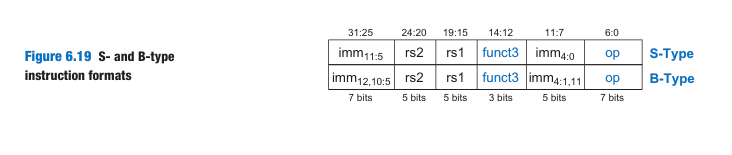 Figure 6.19 S- and B-type
instruction formats
31:25 24:20 19:15 14:12 11:7 6:0
imm11:5 rs2 rs1 funct3 imm4:0 op S-Type
imm12,10:5 rs2 rs1 funct3 imm4:1,11 op B-Type
7 bits 5 bits 5 bits 3 bits 5 bits 7 bits